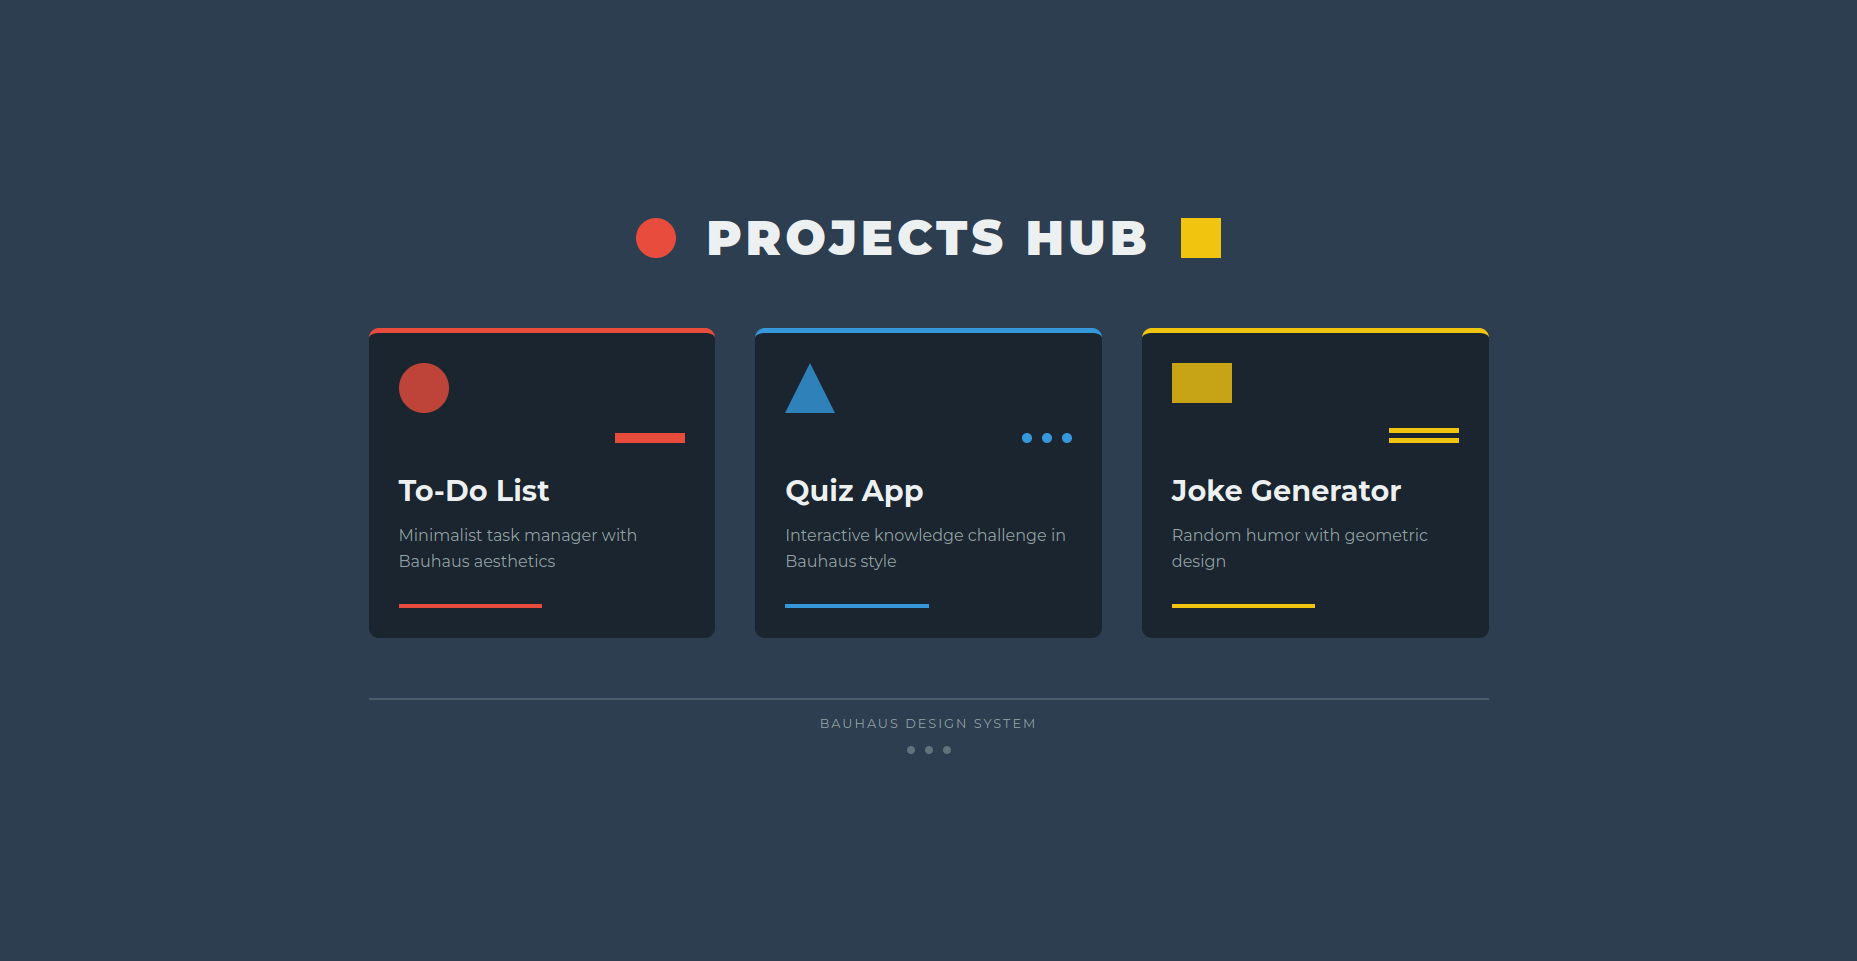 PROJECTS HUB
To-Do List
Minimalist task manager with
Bauhaus aesthetics
Quiz App
Interactive knowledge challenge in
Bauhaus style
Joke Generator
Random humor with geometric
design
BAUHAUS DESIGN SYSTEM